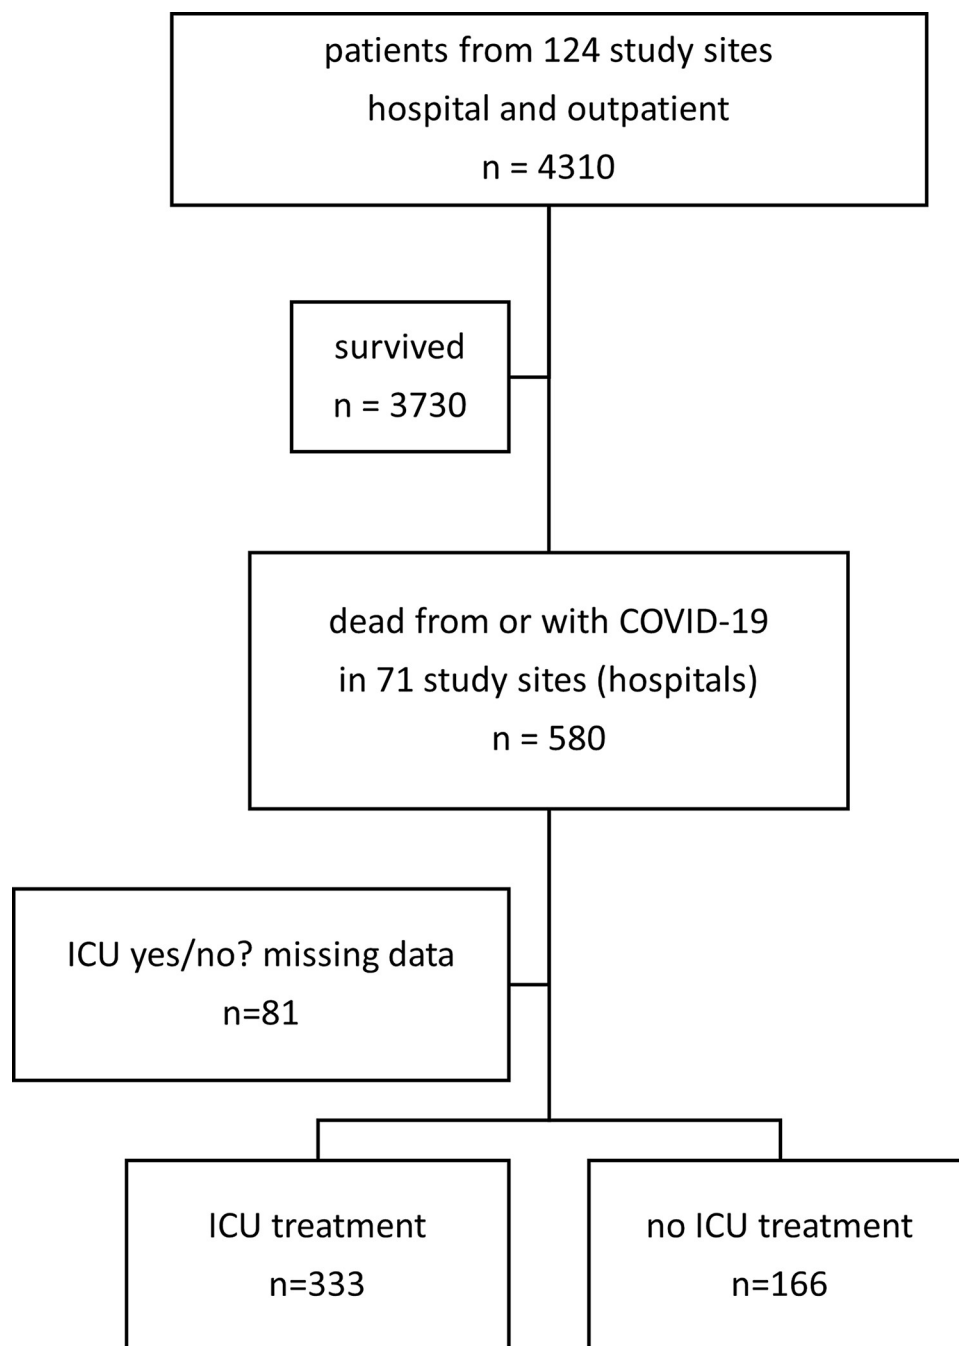 patients from 124 study sites
hospital and outpatient
n = 4310
survived
n = 3730
dead from or with COVID-19
in 71 study sites (hospitals)
n = 580
ICU yes/no? missing data
n=81
ICU treatment
n=333
no ICU treatment
n=166